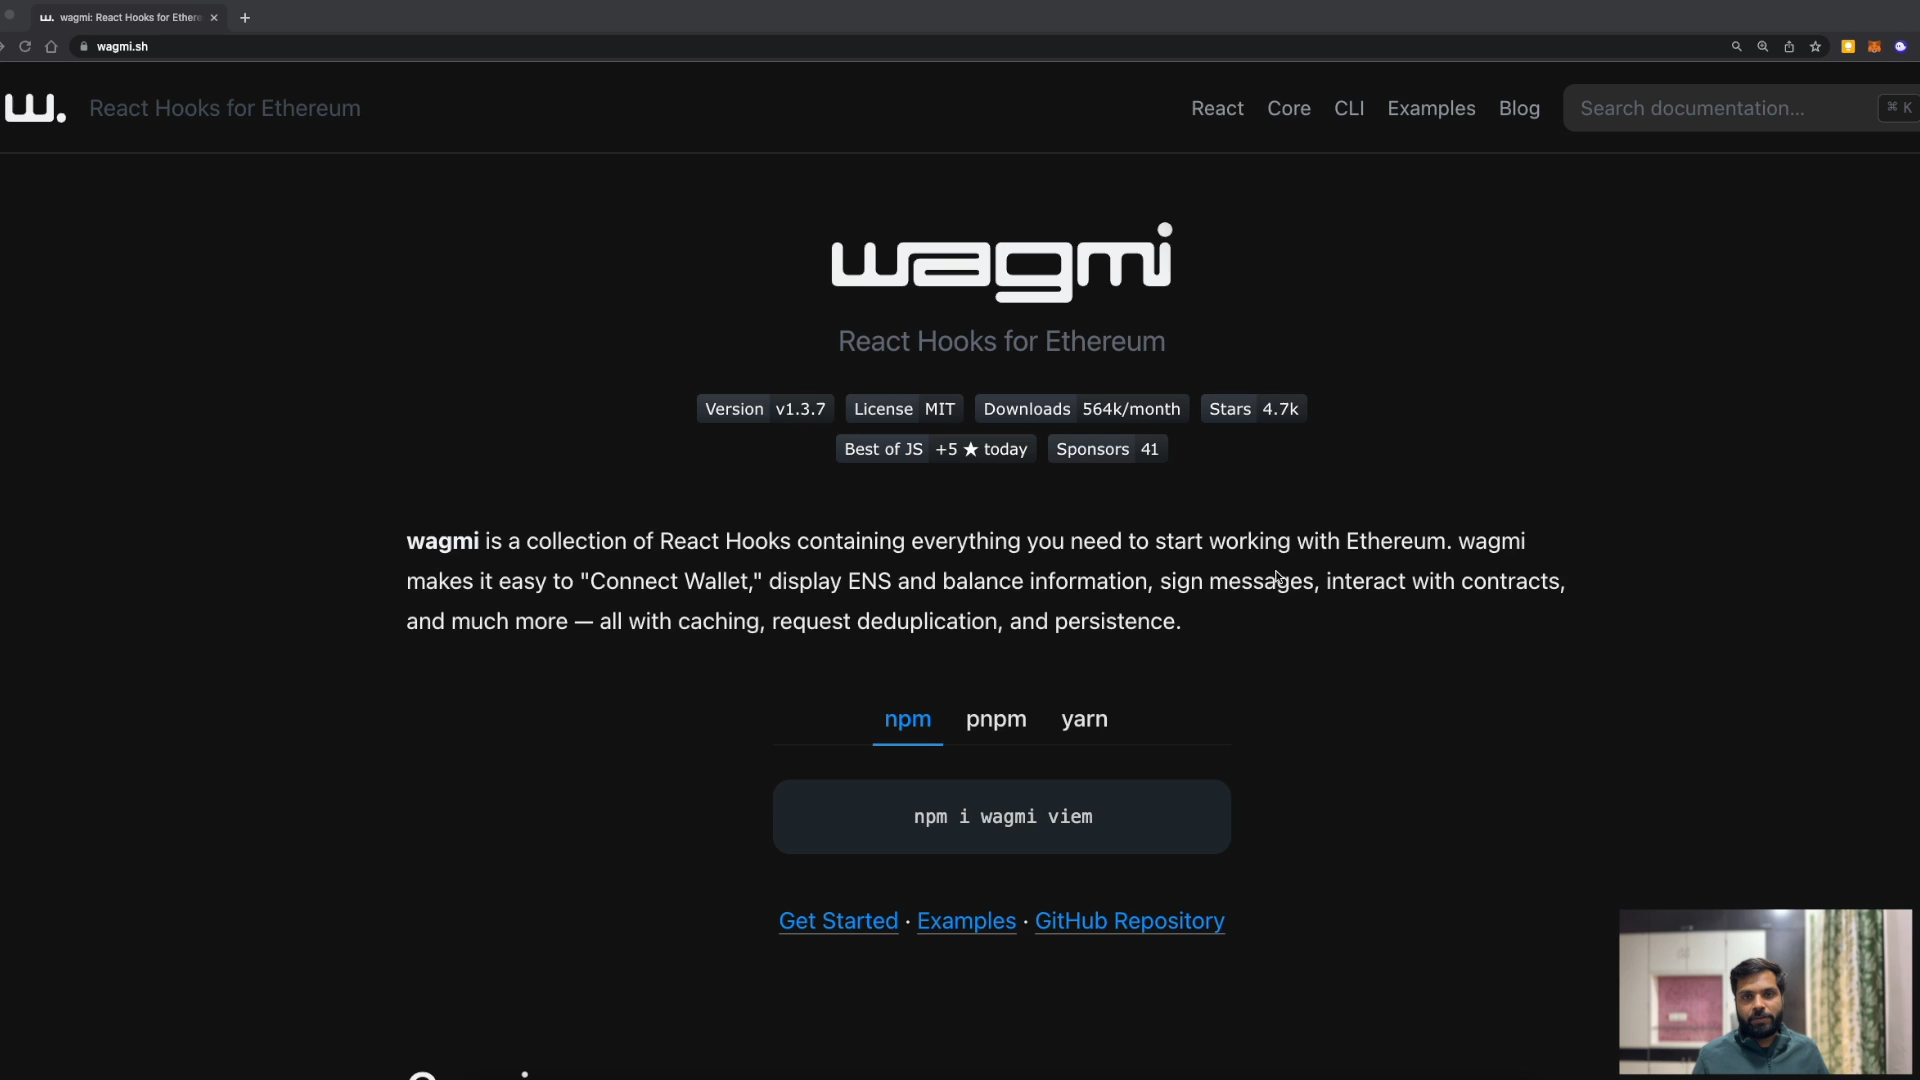 wagmi: React Hooks for Ethere
wagmi.sh
w. React Hooks for Ethereum React Core CLI Examples Blog Search documentation... ⌘ K
wagmi
React Hooks for Ethereum
Version v1.3.7 License MIT Downloads 564k/month Stars 4.7k
Best of JS +5 ★ today Sponsors 41
wagmi is a collection of React Hooks containing everything you need to start working with Ethereum. wagmi
makes it easy to "Connect Wallet," display ENS and balance information, sign messages, interact with contracts,
and much more — all with caching, request deduplication, and persistence.
npm pnpm yarn
npm i wagmi viem
Get Started · Examples · GitHub Repository